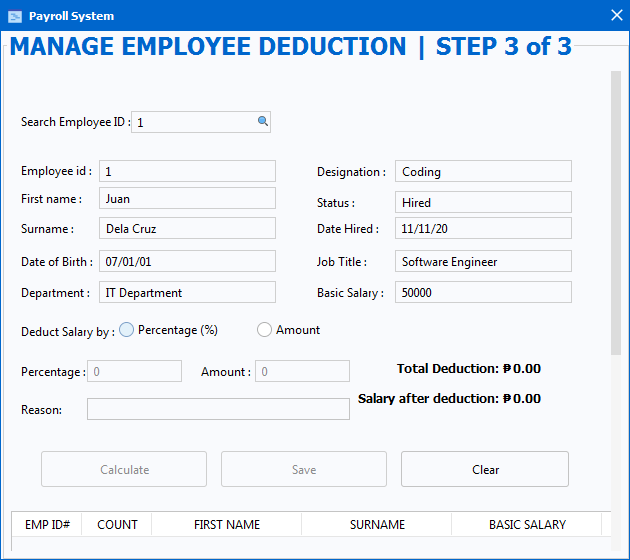 Payroll System
MANAGE EMPLOYEE DEDUCTION | STEP 3 of 3
Search Employee ID : 1
Employee id : 1 Designation : Coding
First name : Juan Status : Hired
Surname : Dela Cruz Date Hired : 11/11/20
Date of Birth : 07/01/01 Job Title : Software Engineer
Department : IT Department Basic Salary : 50000
Deduct Salary by : Percentage (%) Amount
Percentage : 0 Amount : 0 Total Deduction: ₱0.00
Reason: Salary after deduction: ₱0.00
Calculate Save Clear
EMP ID# COUNT FIRST NAME SURNAME BASIC SALARY